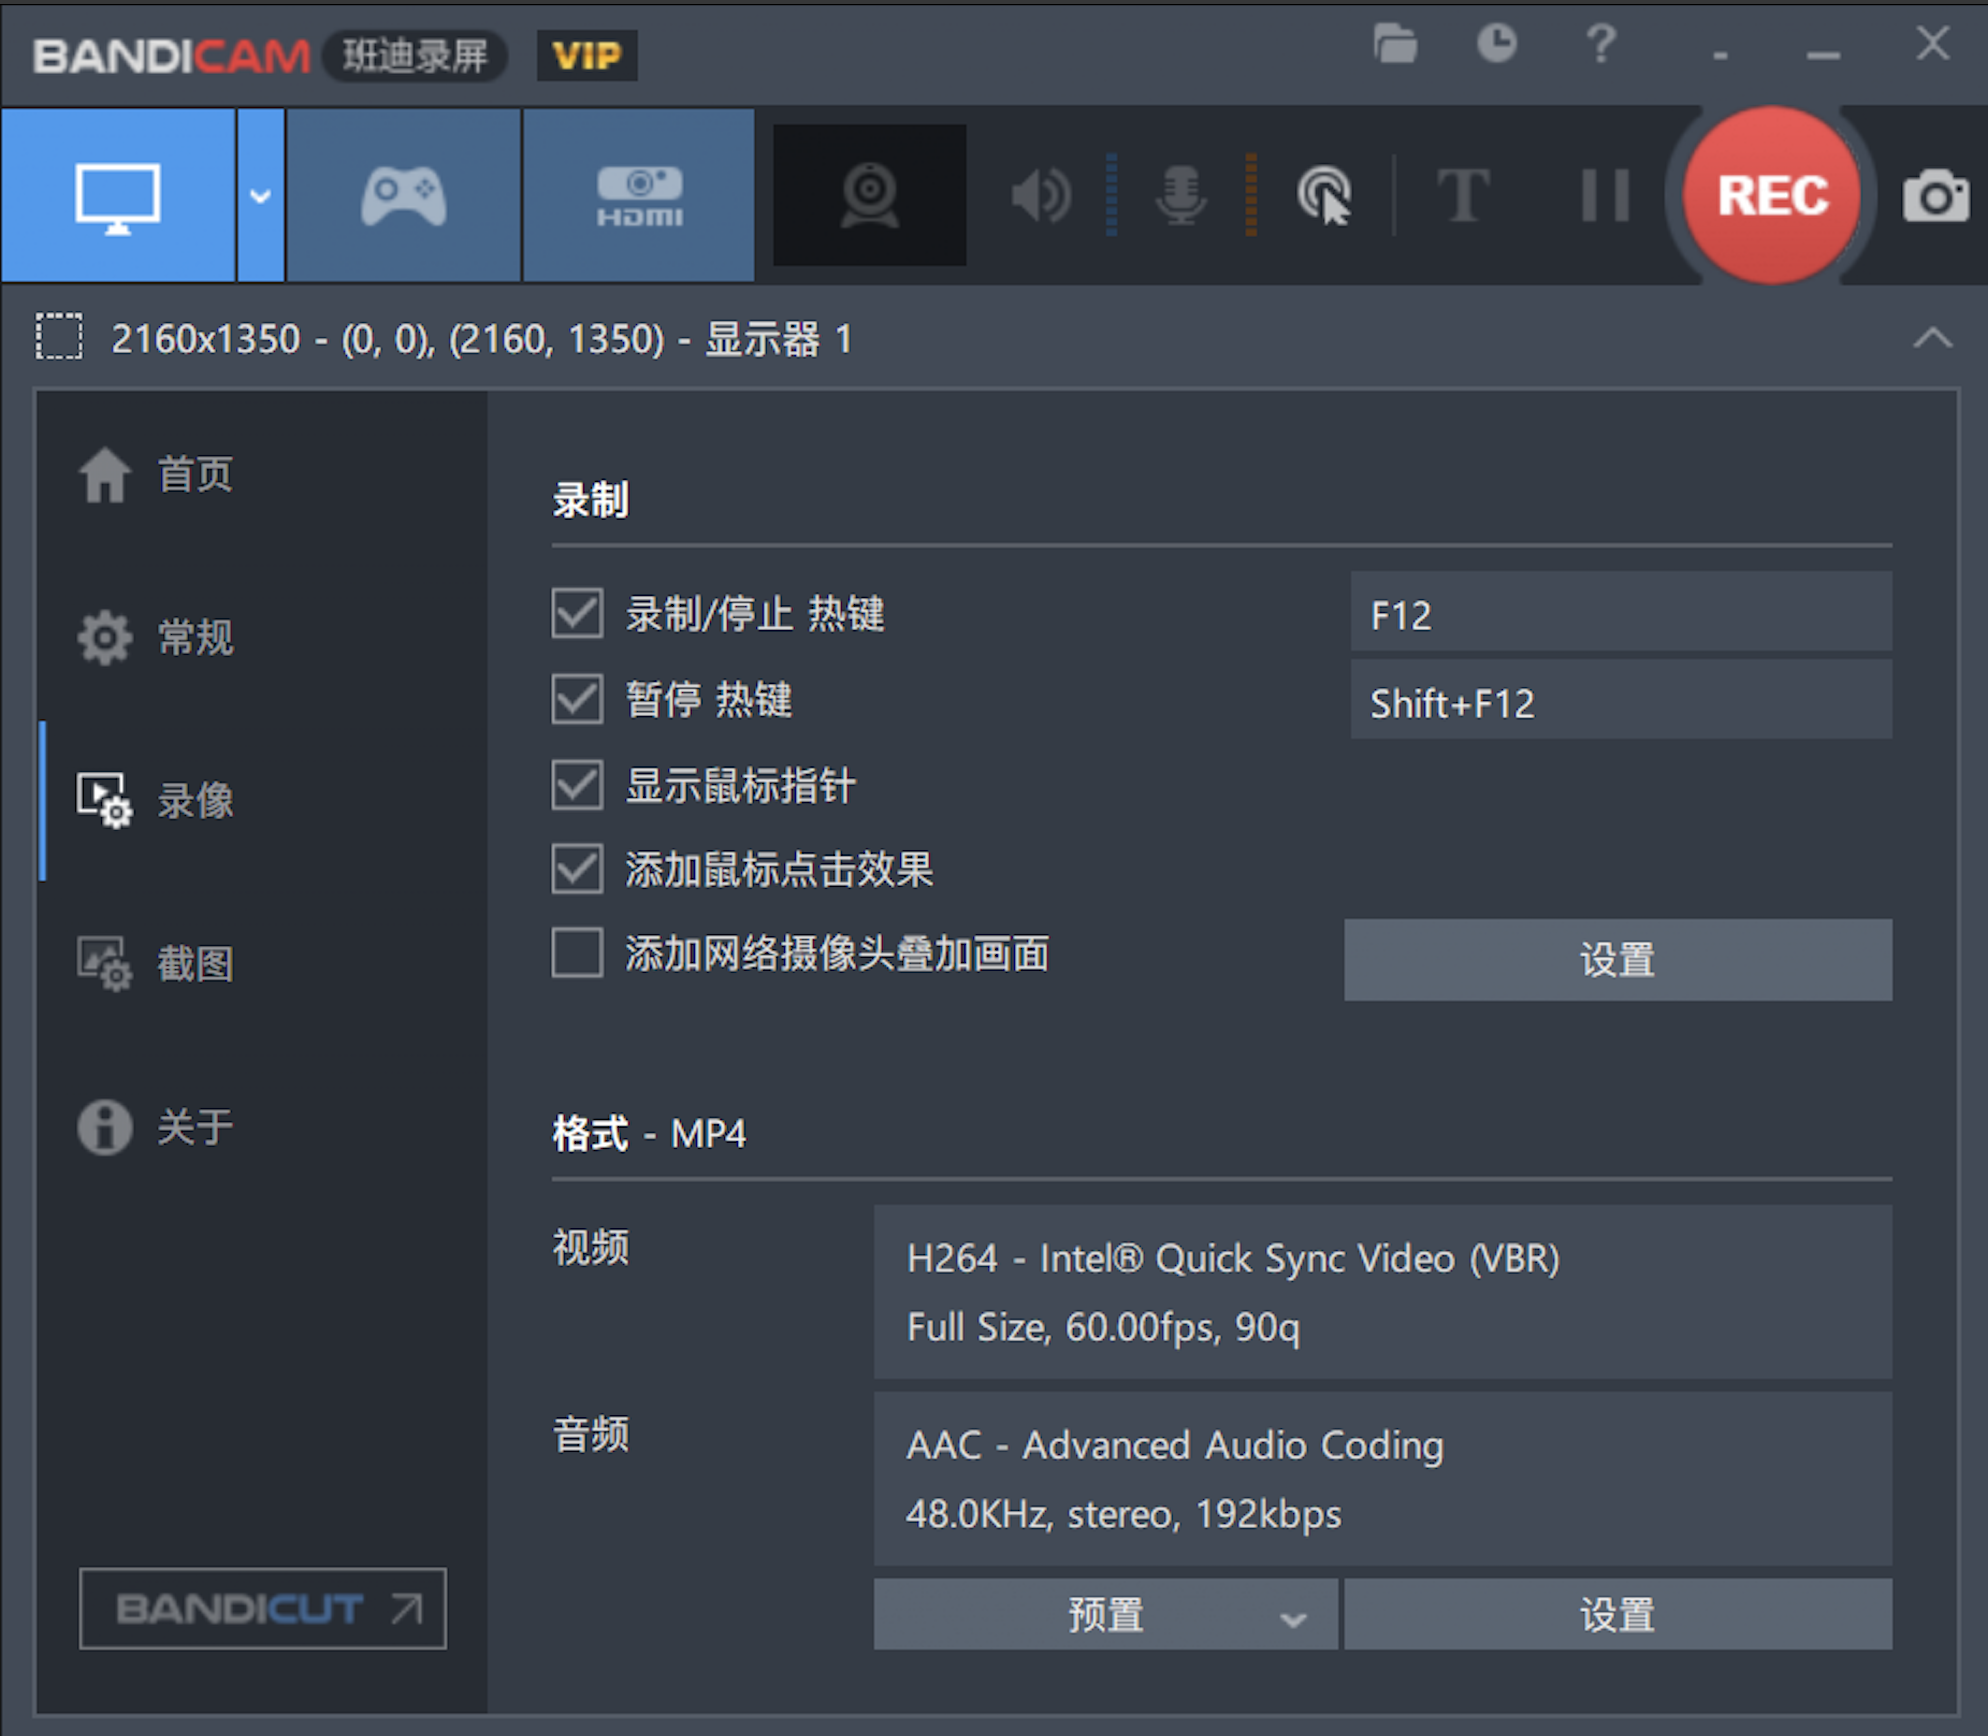 BANDICAM 班迪录屏 VIP
HDMI
T
REC
2160x1350 - (0, 0), (2160, 1350) - 显示器 1
首页
常规
录像
截图
关于
BANDICUT
录制
录制/停止 热键 F12
暂停 热键 Shift+F12
显示鼠标指针
添加鼠标点击效果
添加网络摄像头叠加画面 设置
格式 - MP4
视频 H264 - Intel® Quick Sync Video (VBR)
Full Size, 60.00fps, 90q
音频 AAC - Advanced Audio Coding
48.0KHz, stereo, 192kbps
预置 设置